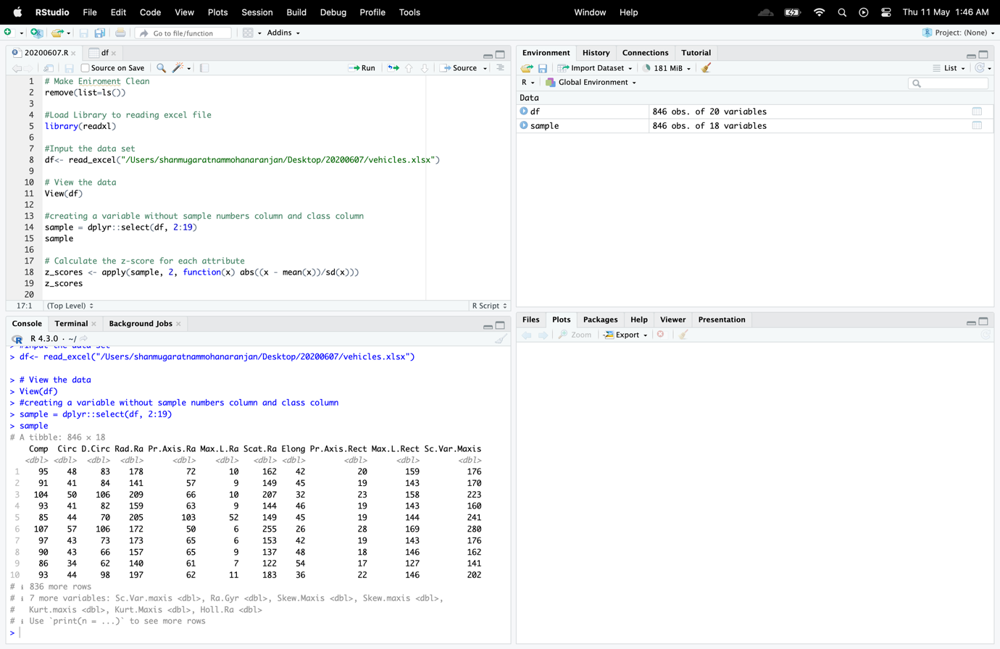 RStudio File Edit Code View Plots Session Build Debug Profile Tools Window Help Thu 11 May 1:46 AM
Go to file/function Addins Project: (None)
20200607.R df
Source on Save Run Source
1 # Make Eniroment Clean
2 remove(list=ls())
3
4 #Load Library to reading excel file
5 library(readxl)
6
7 #Input the data set
8 df<- read_excel("/Users/shanmugaratnammohanaranjan/Desktop/20200607/vehicles.xlsx")
9
10 # View the data
11 View(df)
12
13 #creating a variable without sample numbers column and class column
14 sample = dplyr::select(df, 2:19)
15 sample
16
17 # Calculate the z-score for each attribute
18 z_scores <- apply(sample, 2, function(x) abs((x - mean(x))/sd(x)))
19 z_scores
20
17:1 (Top Level) R Script
Console Terminal Background Jobs
R 4.3.0 · ~/
> #Input the data set
> df<- read_excel("/Users/shanmugaratnammohanaranjan/Desktop/20200607/vehicles.xlsx")
> # View the data
> View(df)
> #creating a variable without sample numbers column and class column
> sample = dplyr::select(df, 2:19)
> sample
# A tibble: 846 × 18
Comp Circ D.Circ Rad.Ra Pr.Axis.Ra Max.L.Ra Scat.Ra Elong Pr.Axis.Rect Max.L.Rect Sc.Var.Maxis
<dbl> <dbl> <dbl> <dbl> <dbl> <dbl> <dbl> <dbl> <dbl> <dbl> <dbl>
1 95 48 83 178 72 10 162 42 20 159 176
2 91 41 84 141 57 9 149 45 19 143 170
3 104 50 106 209 66 10 207 32 23 158 223
4 93 41 82 159 63 9 144 46 19 143 160
5 85 44 70 205 103 52 149 45 19 144 241
6 107 57 106 172 50 6 255 26 28 169 280
7 97 43 73 173 65 6 153 42 19 143 176
8 90 43 66 157 65 9 137 48 18 146 162
9 86 34 62 140 61 7 122 54 17 127 141
10 93 44 98 197 62 11 183 36 22 146 202
# ℹ 836 more rows
# ℹ 7 more variables: Sc.Var.maxis <dbl>, Ra.Gyr <dbl>, Skew.Maxis <dbl>, Skew.maxis <dbl>,
# Kurt.maxis <dbl>, Kurt.Maxis <dbl>, Holl.Ra <dbl>
# ℹ Use `print(n = ...)` to see more rows
>
Environment History Connections Tutorial
Import Dataset 181 MiB List
R Global Environment
Data
df 846 obs. of 20 variables
sample 846 obs. of 18 variables
Files Plots Packages Help Viewer Presentation
Zoom Export